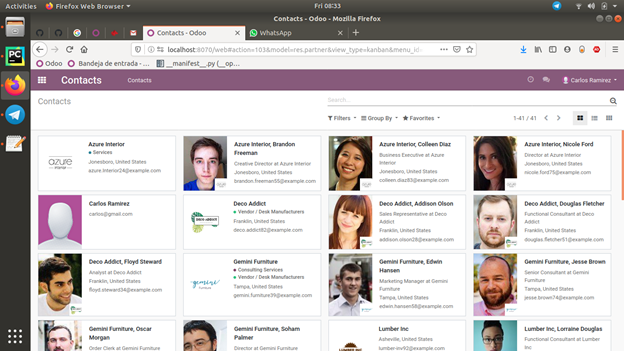 Activities
Firefox Web Browser
Fri 08:33
Contacts - Odoo - Mozilla Firefox
Contacts - Odoo
WhatsApp
localhost:8070/web#action=103&model=res.partner&view_type=kanban&menu_id
Odoo
Bandeja de entrada - ...
__manifest__.py (__op...
Contacts
Contacts
Carlos Ramirez
Contacts
Search...
Filters
Group By
Favorites
1-41 / 41
Azure Interior
Services
Jonesboro, United States
azure.Interior24@example.com
Azure Interior, Brandon
Freeman
Creative Director at Azure Interior
Jonesboro, United States
brandon.freeman55@example.com
Azure Interior, Colleen Diaz
Business Executive at Azure
Interior
Jonesboro, United States
colleen.diaz83@example.com
Azure Interior, Nicole Ford
Director at Azure Interior
Jonesboro, United States
nicole.ford75@example.com
azure
interior
Carlos Ramirez
carlos@gmail.com
Deco Addict
Vendor / Desk Manufacturers
Franklin, United States
deco.addict82@example.com
DECO ADDICT
Deco Addict, Addison Olson
Sales Representative at Deco
Addict
Franklin, United States
addison.olson28@example.com
Deco Addict, Douglas Fletcher
Functional Consultant at Deco
Addict
Franklin, United States
douglas.fletcher51@example.com
Deco Addict, Floyd Steward
Analyst at Deco Addict
Franklin, United States
floyd.steward34@example.com
Gemini Furniture
Consulting Services
Vendor / Desk Manufacturers
Tampa, United States
gemini.furniture39@example.com
gemini
Gemini Furniture, Edwin
Hansen
Marketing Manager at Gemini
Furniture
Tampa, United States
edwin.hansen58@example.com
Gemini Furniture, Jesse Brown
Senior Consultant at Gemini
Furniture
Tampa, United States
jesse.brown74@example.com
Gemini Furniture, Oscar
Morgan
Order Clerk at Gemini Furniture
Gemini Furniture, Soham
Palmer
Director at Gemini Furniture
Lumber Inc
Asheville, United States
lumber-inv92@example.com
Lumber Inc, Lorraine Douglas
Functional Consultant at Lumber
Inc